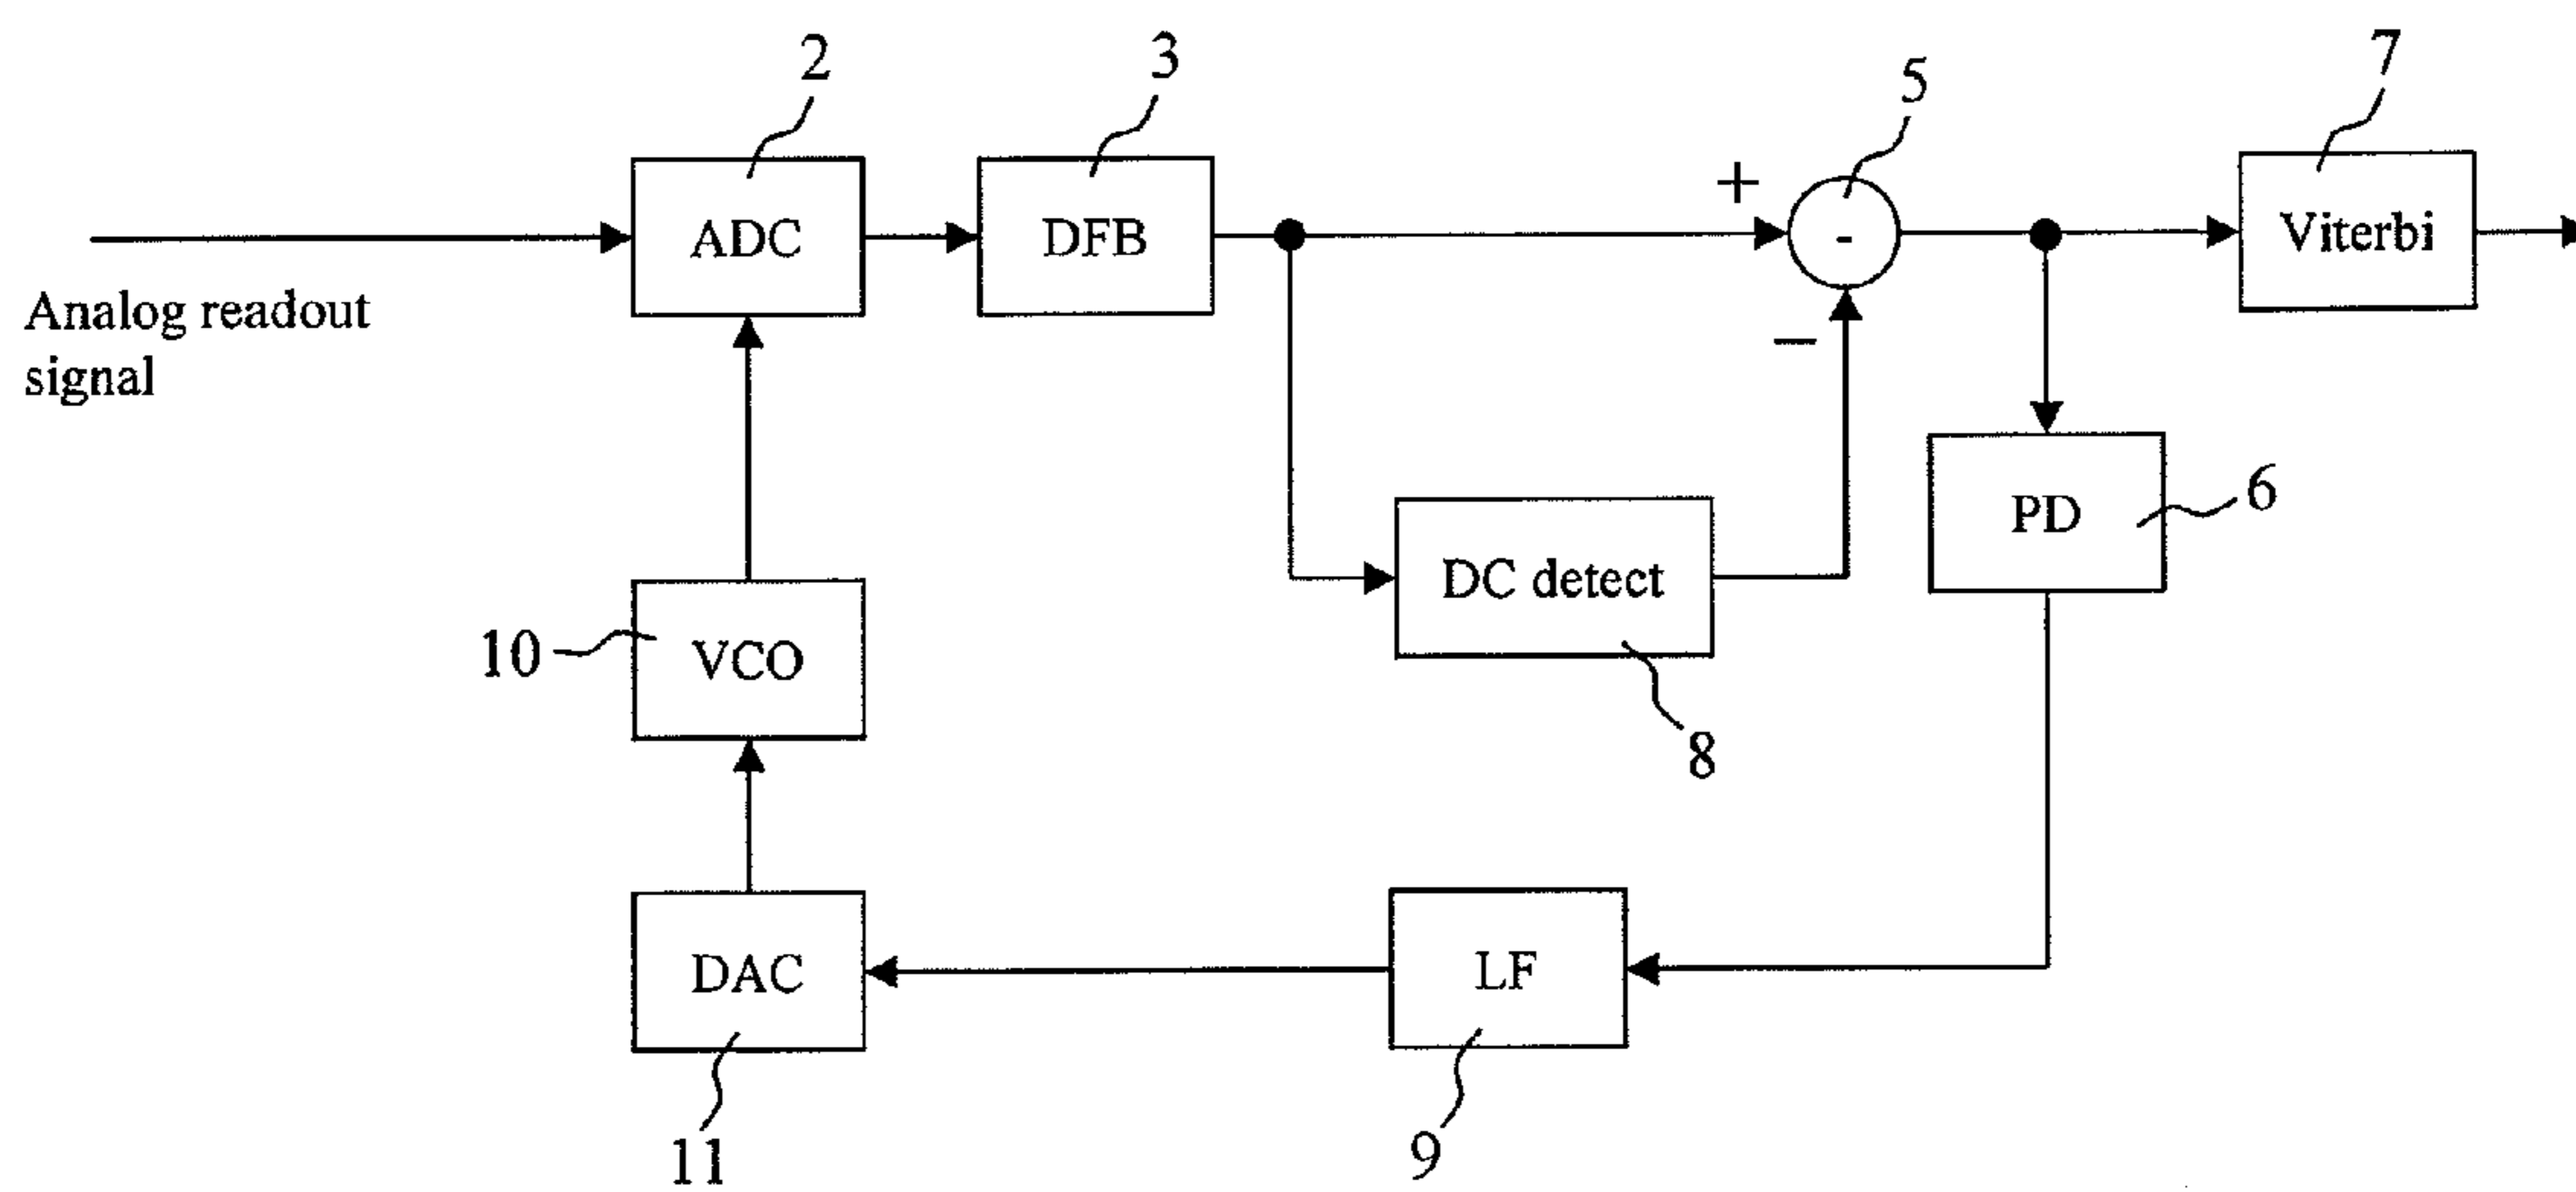 2
3
5
7
+
ADC
DFB
-
Viterbi
Analog readout
signal
−
6
PD
DC detect
10
VCO
8
DAC
LF
11
9